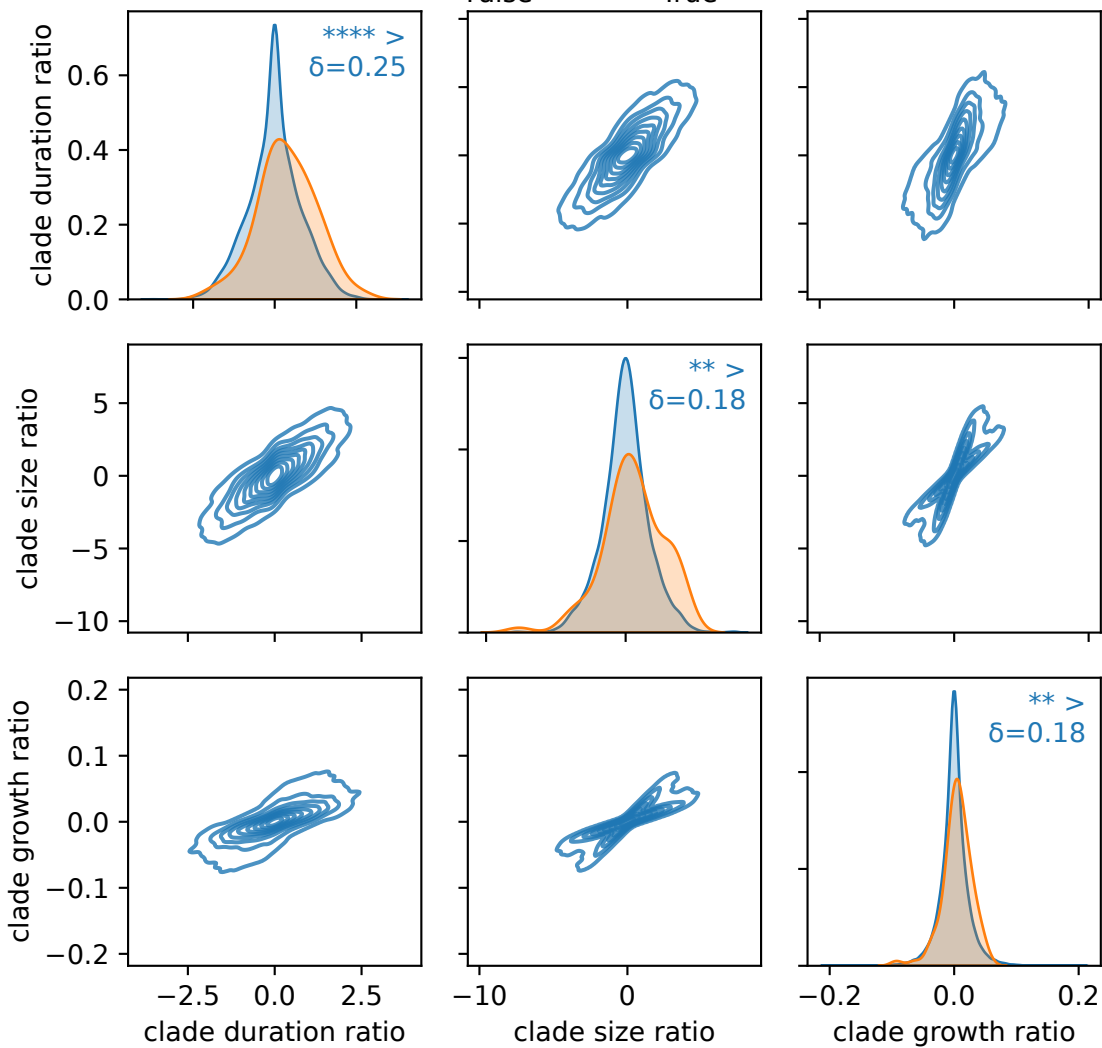 True
clade duration ratio
0.6
0.4
0.2
0.0
**** >
δ=0.25
clade size ratio
5
0
−5
−10
** >
δ=0.18
clade growth ratio
0.2
0.1
0.0
−0.1
−0.2
** >
δ=0.18
−2.5 0.0 2.5
−10 0
−0.2 0.0 0.2
clade duration ratio
clade size ratio
clade growth ratio